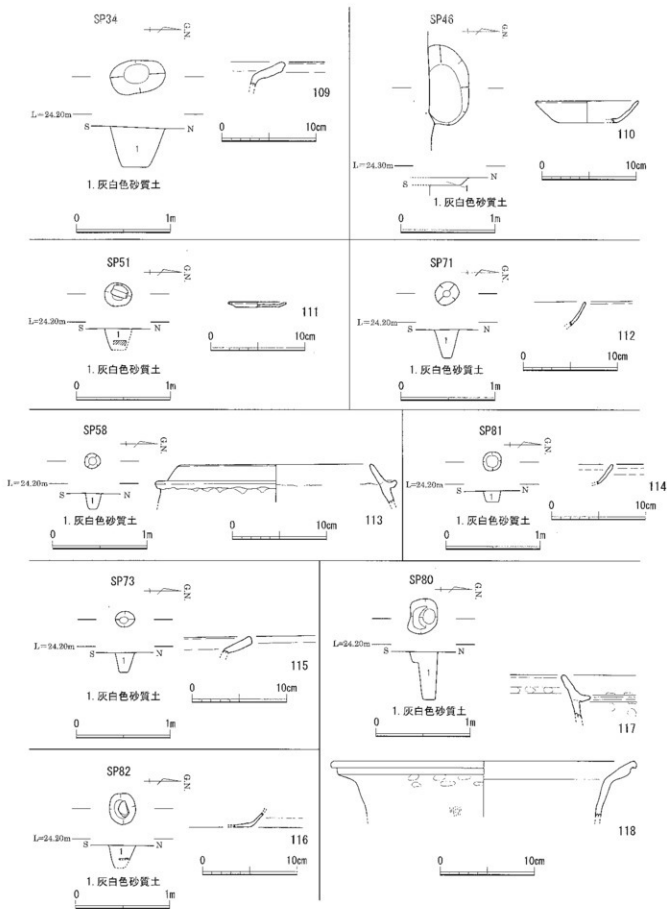 SP34
G.N.
109
L=24.20m
S N
1
0 10cm
1. 灰白色砂質土
0 1m
SP46
G.N.
110
L=24.30m
0 10cm
S N
1
1. 灰白色砂質土
0 1m
SP51
G.N.
111
L=24.20m
S N
1
0 10cm
1. 灰白色砂質土
0 1m
SP71
G.N.
112
L=24.20m
S N
1
0 10cm
1. 灰白色砂質土
0 1m
SP58
G.N.
L=24.20m
S N
1
113
0 10cm
1. 灰白色砂質土
0 1m
SP81
G.N.
114
L=24.20m
S N
1
0 10cm
1. 灰白色砂質土
0 1m
SP73
G.N.
L=24.20m
S N
1
115
0 10cm
1. 灰白色砂質土
0 1m
SP80
G.N.
L=24.20m
S N
1
117
1. 灰白色砂質土
0 1m
118
0 10cm
SP82
G.N.
116
L=24.20m
S N
1
0 10cm
1. 灰白色砂質土
0 1m